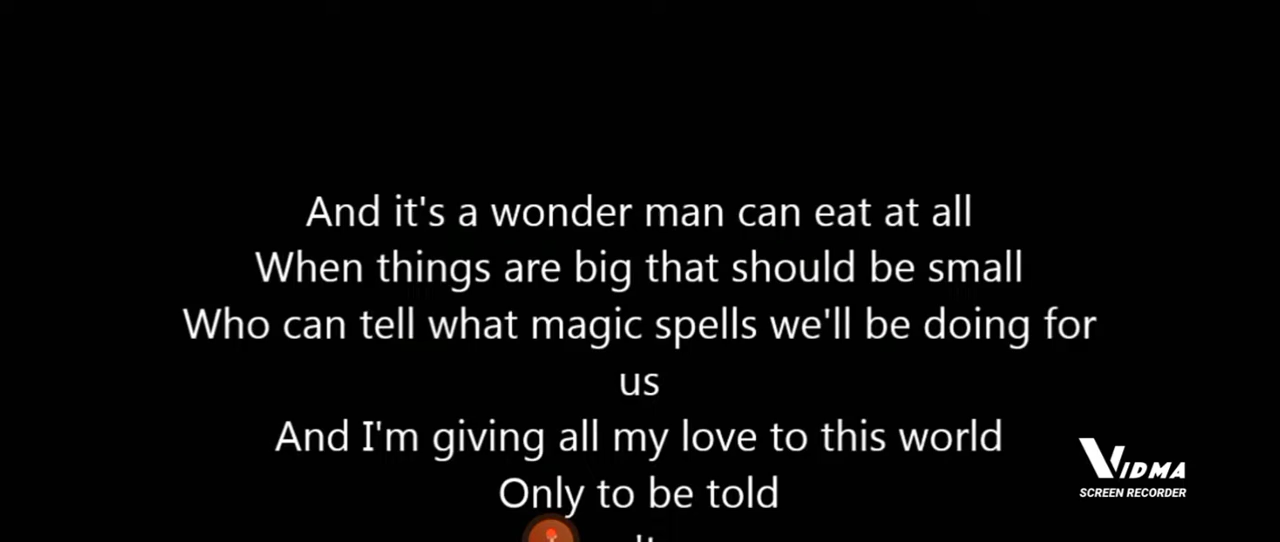 And it's a wonder man can eat at all
When things are big that should be small
Who can tell what magic spells we'll be doing for
us
And I'm giving all my love to this world
Only to be told
VIDMA
SCREEN RECORDER